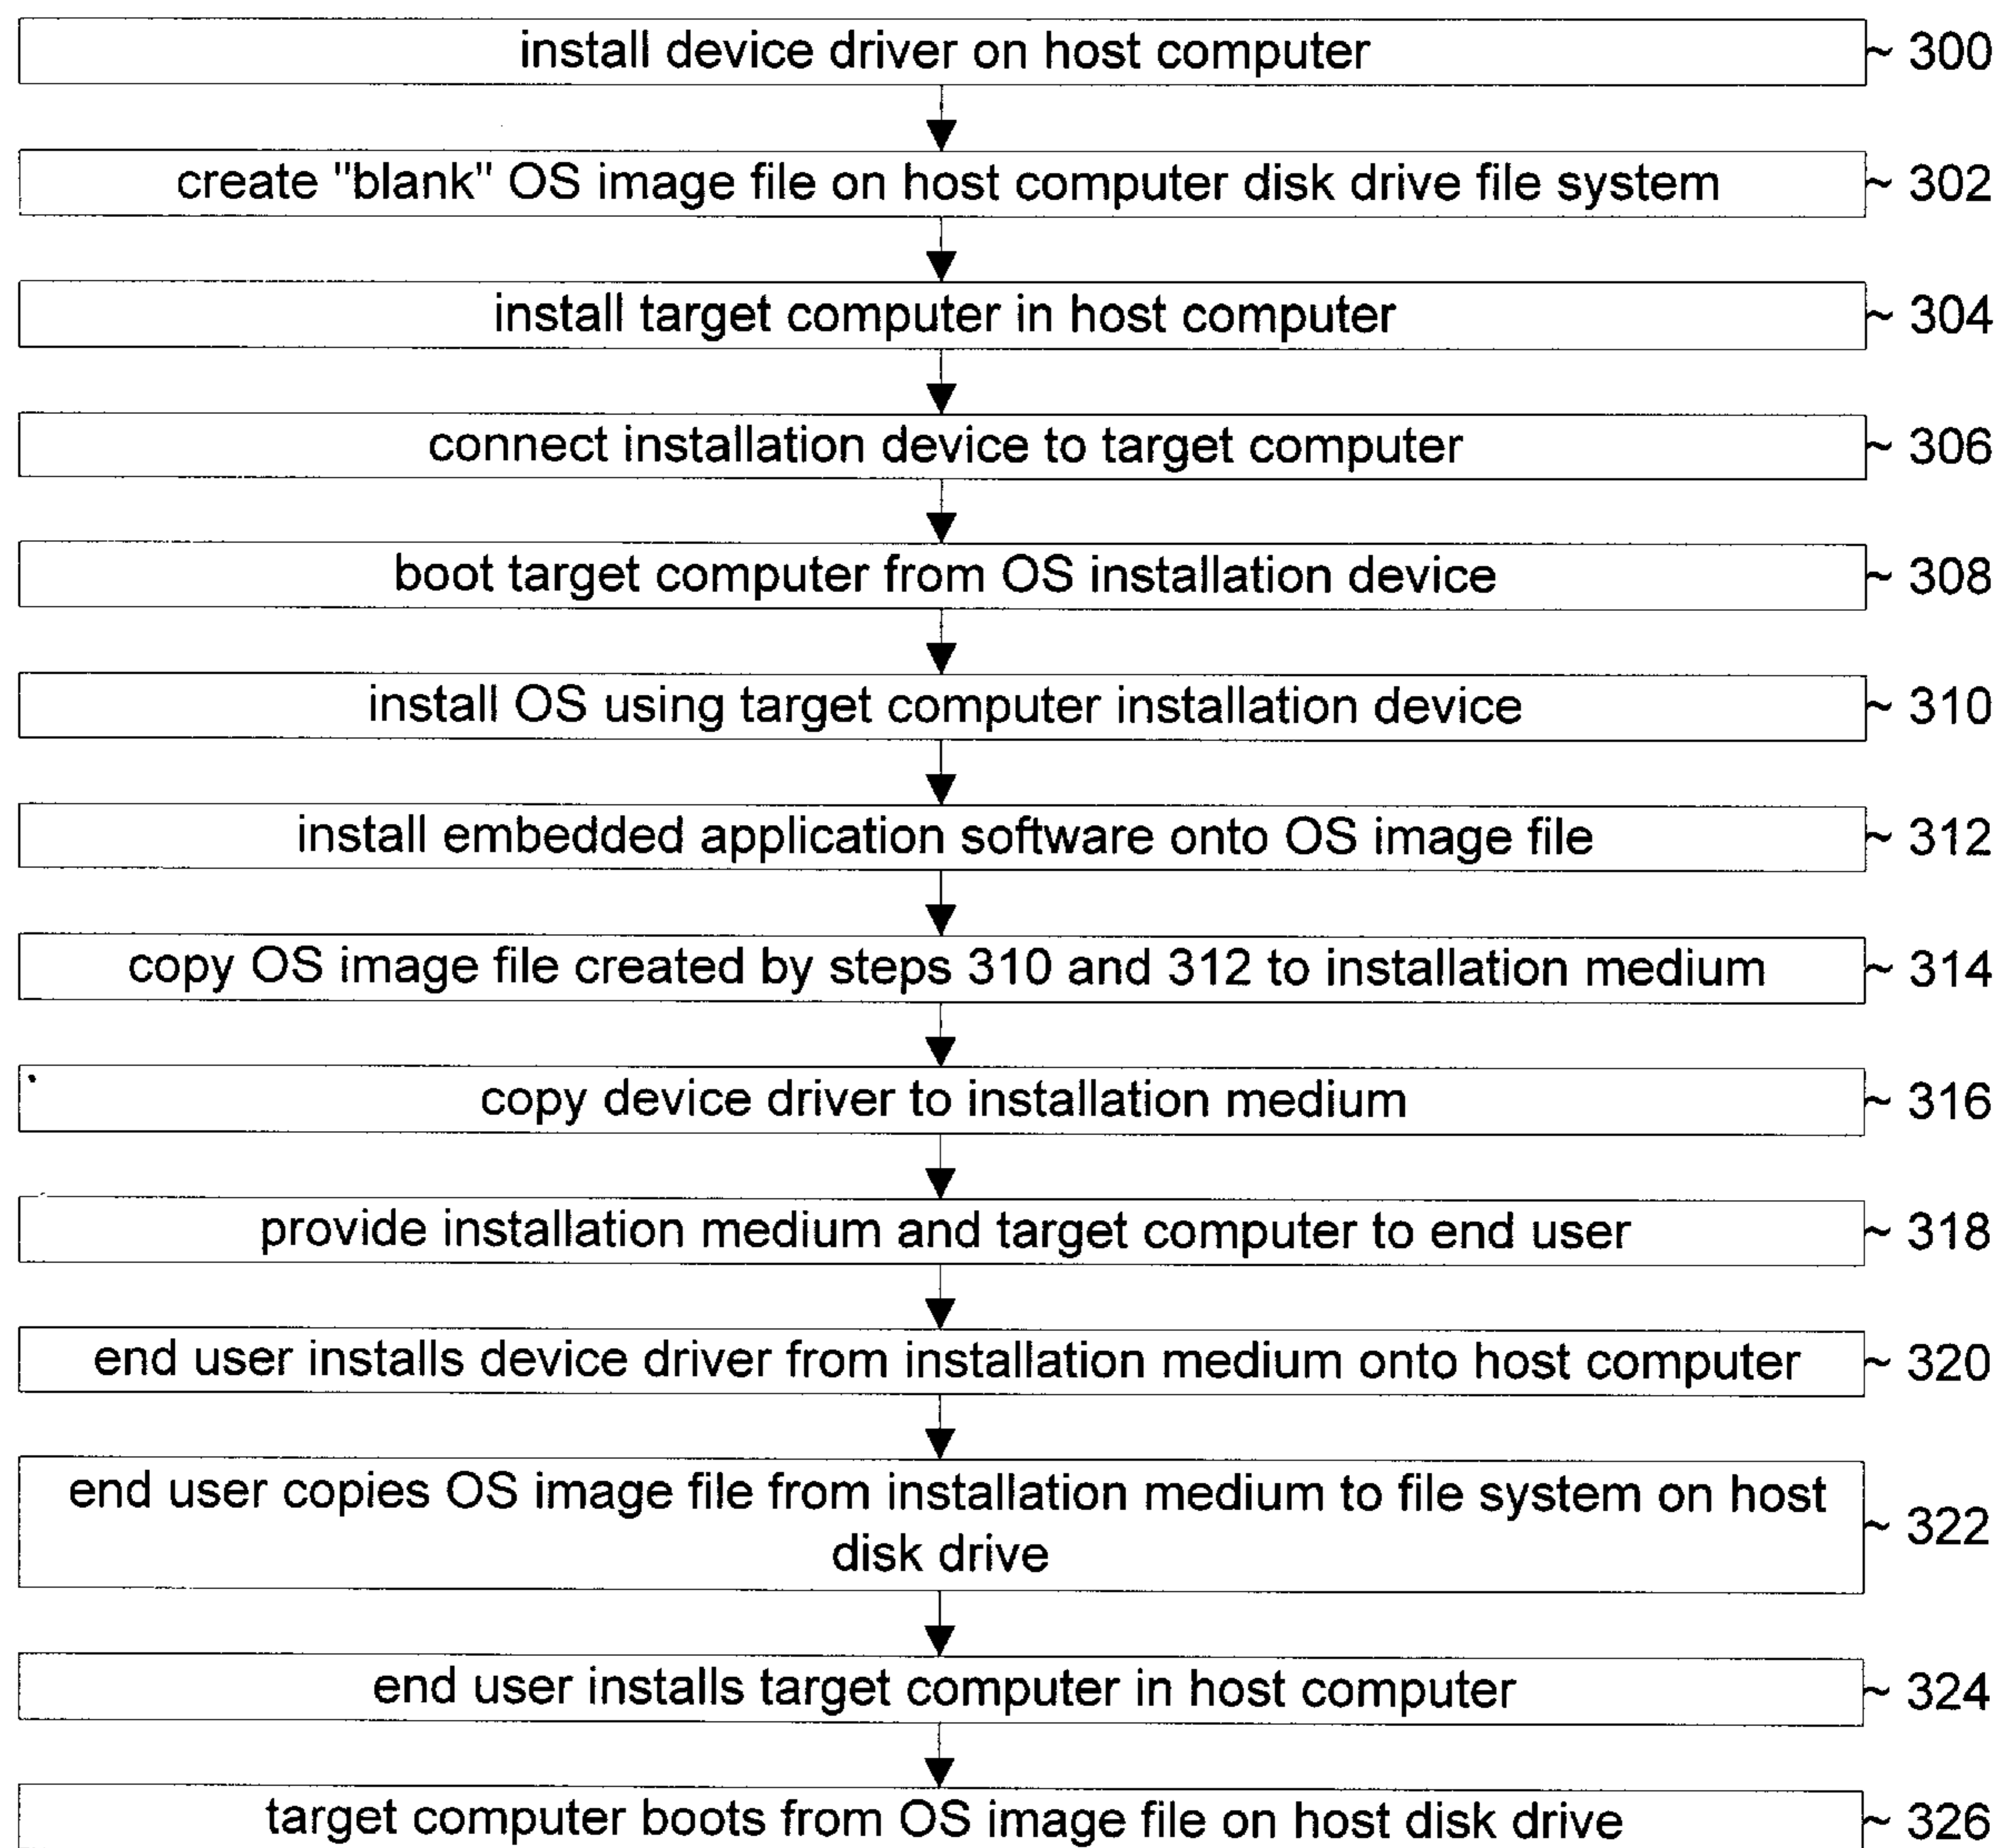 install device driver on host computer ~ 300
create "blank" OS image file on host computer disk drive file system ~ 302
install target computer in host computer ~ 304
connect installation device to target computer ~ 306
boot target computer from OS installation device ~ 308
install OS using target computer installation device ~ 310
install embedded application software onto OS image file ~ 312
copy OS image file created by steps 310 and 312 to installation medium ~ 314
copy device driver to installation medium ~ 316
provide installation medium and target computer to end user ~ 318
end user installs device driver from installation medium onto host computer ~ 320
end user copies OS image file from installation medium to file system on host
disk drive ~ 322
end user installs target computer in host computer ~ 324
target computer boots from OS image file on host disk drive ~ 326